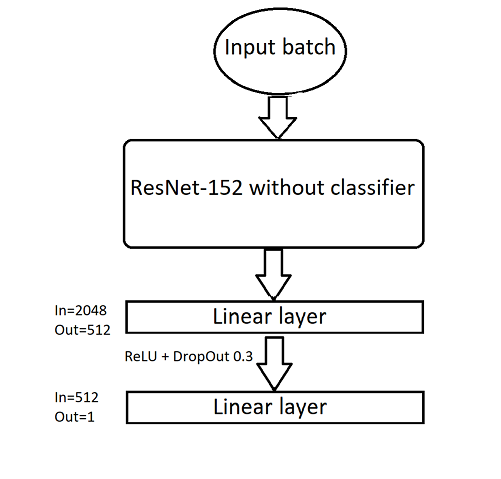 Input batch
ResNet-152 without classifier
In=2048
Out=512
Linear layer
ReLU + DropOut 0.3
In=512
Out=1
Linear layer